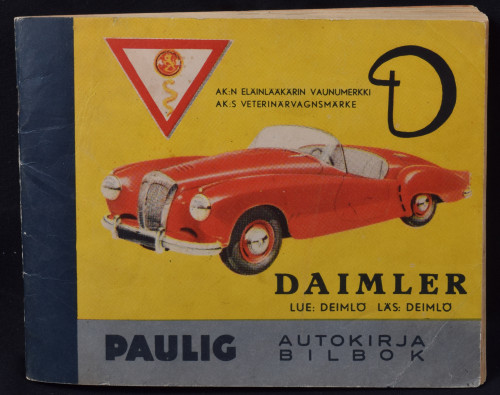 AK:N ELÄINLÄÄKÄRIN VAUNUMERKKI
AK:S VETERINÄRVAGNSMÄRKE
D
DAIMLER
LUE: DEIMLÖ LÄS: DEIMLÖ
PAULIG AUTOKIRJA
BILBOK